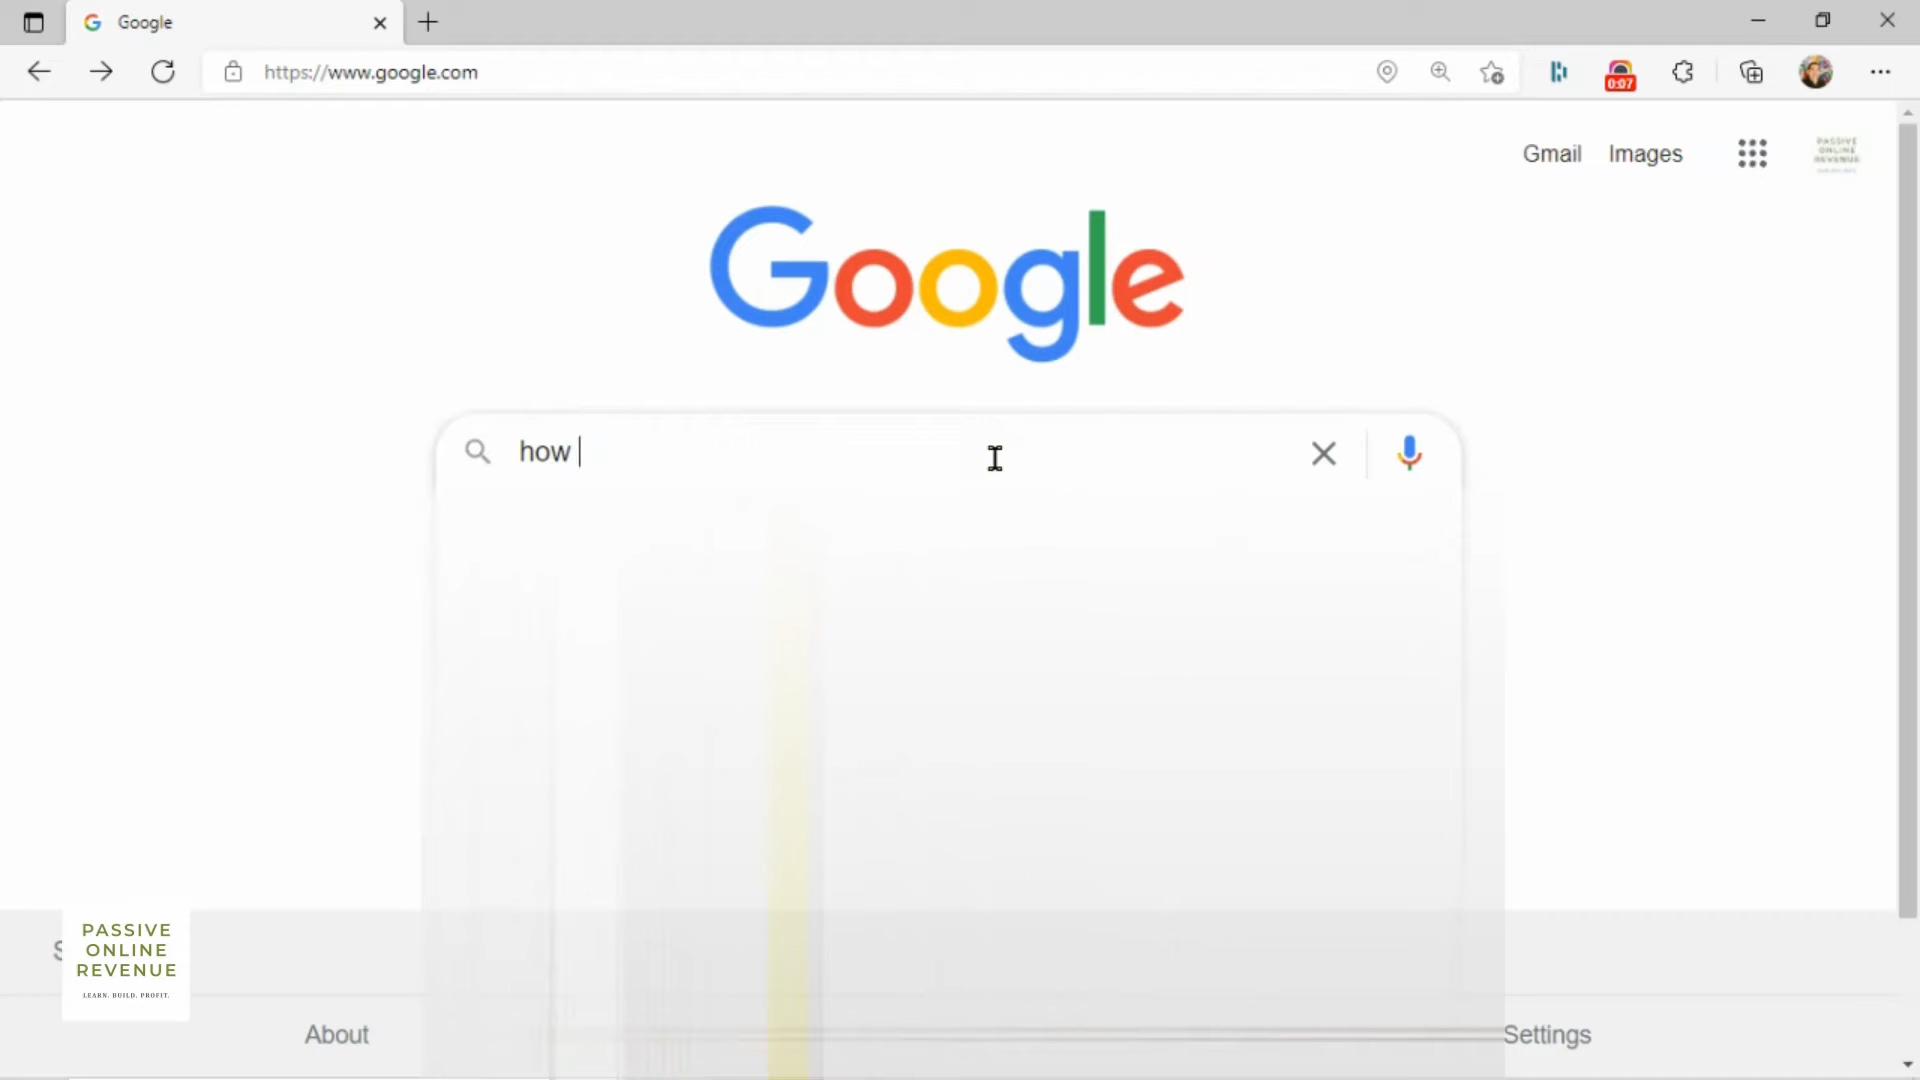 Google
https://www.google.com
0:07
Gmail Images
PASSIVE
ONLINE
REVENUE
Google
how
PASSIVE
ONLINE
REVENUE
LEARN. BUILD. PROFIT.
About
Settings